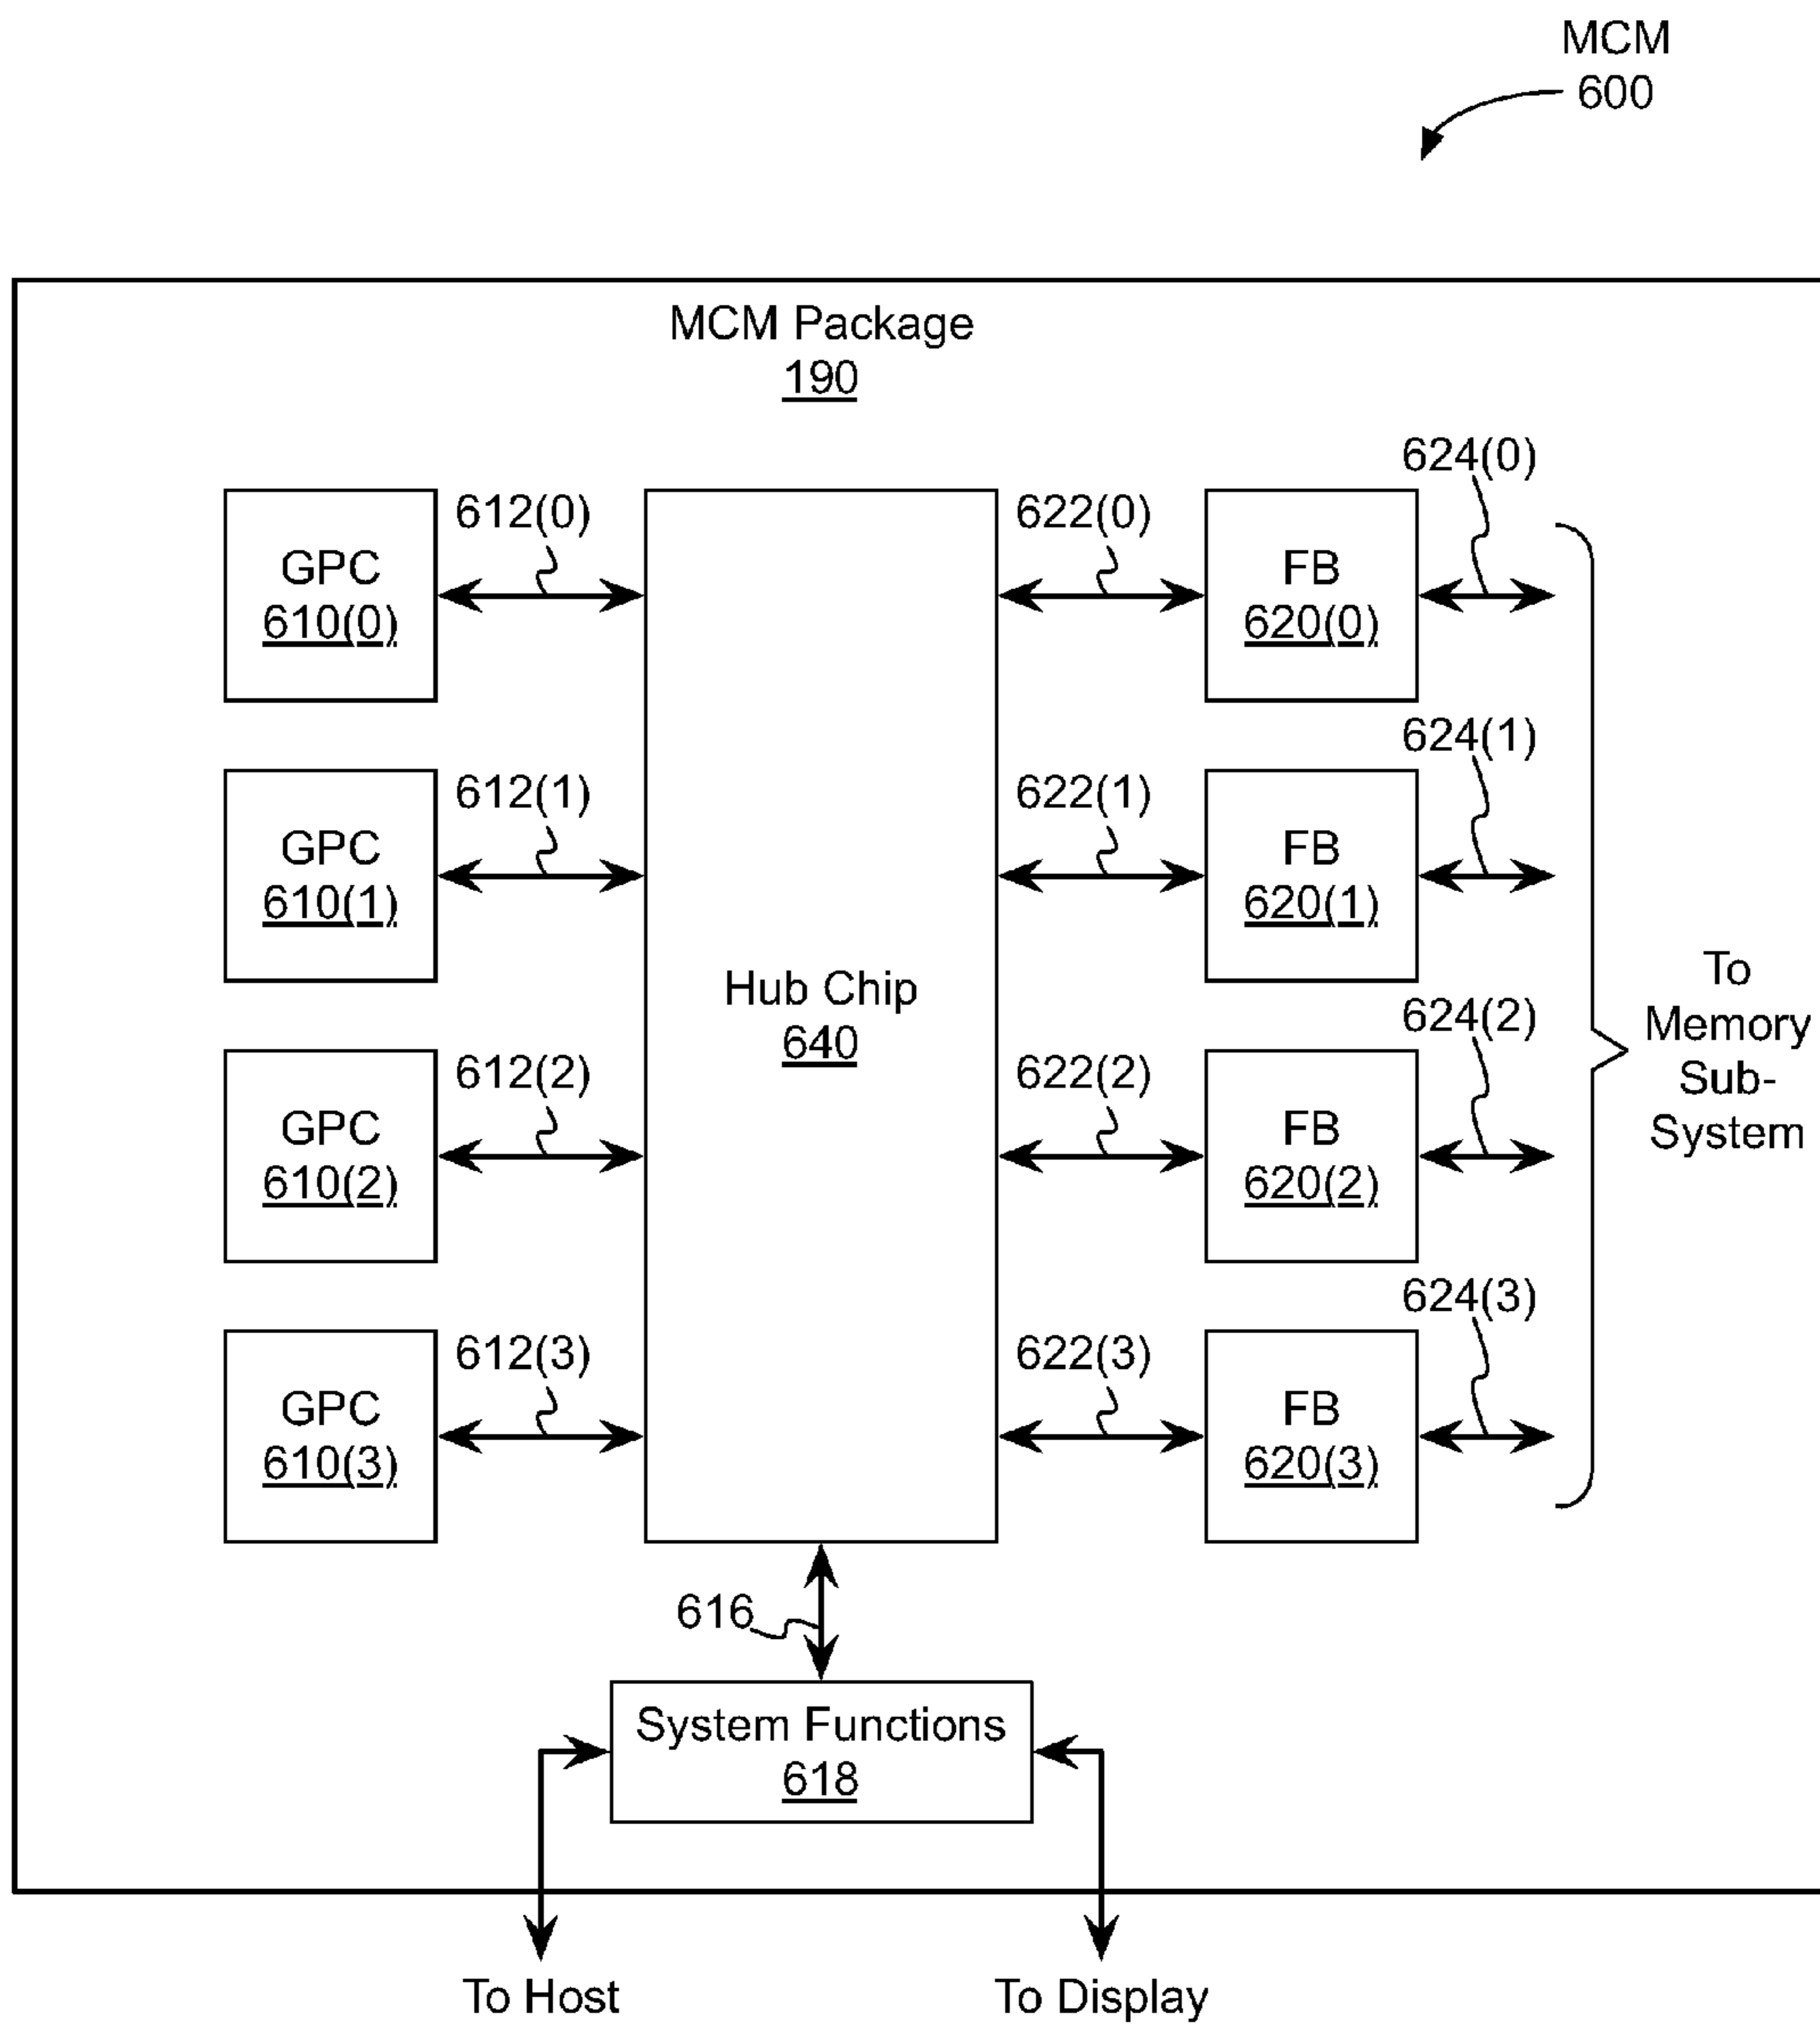 MCM
600
MCM Package
190
624(0)
612(0)
622(0)
GPC
610(0)
FB
620(0)
624(1)
612(1)
622(1)
GPC
610(1)
FB
620(1)
Hub Chip
640
To
Memory
Sub-
System
624(2)
612(2)
622(2)
GPC
610(2)
FB
620(2)
624(3)
612(3)
622(3)
GPC
610(3)
FB
620(3)
616
System Functions
618
To Host
To Display